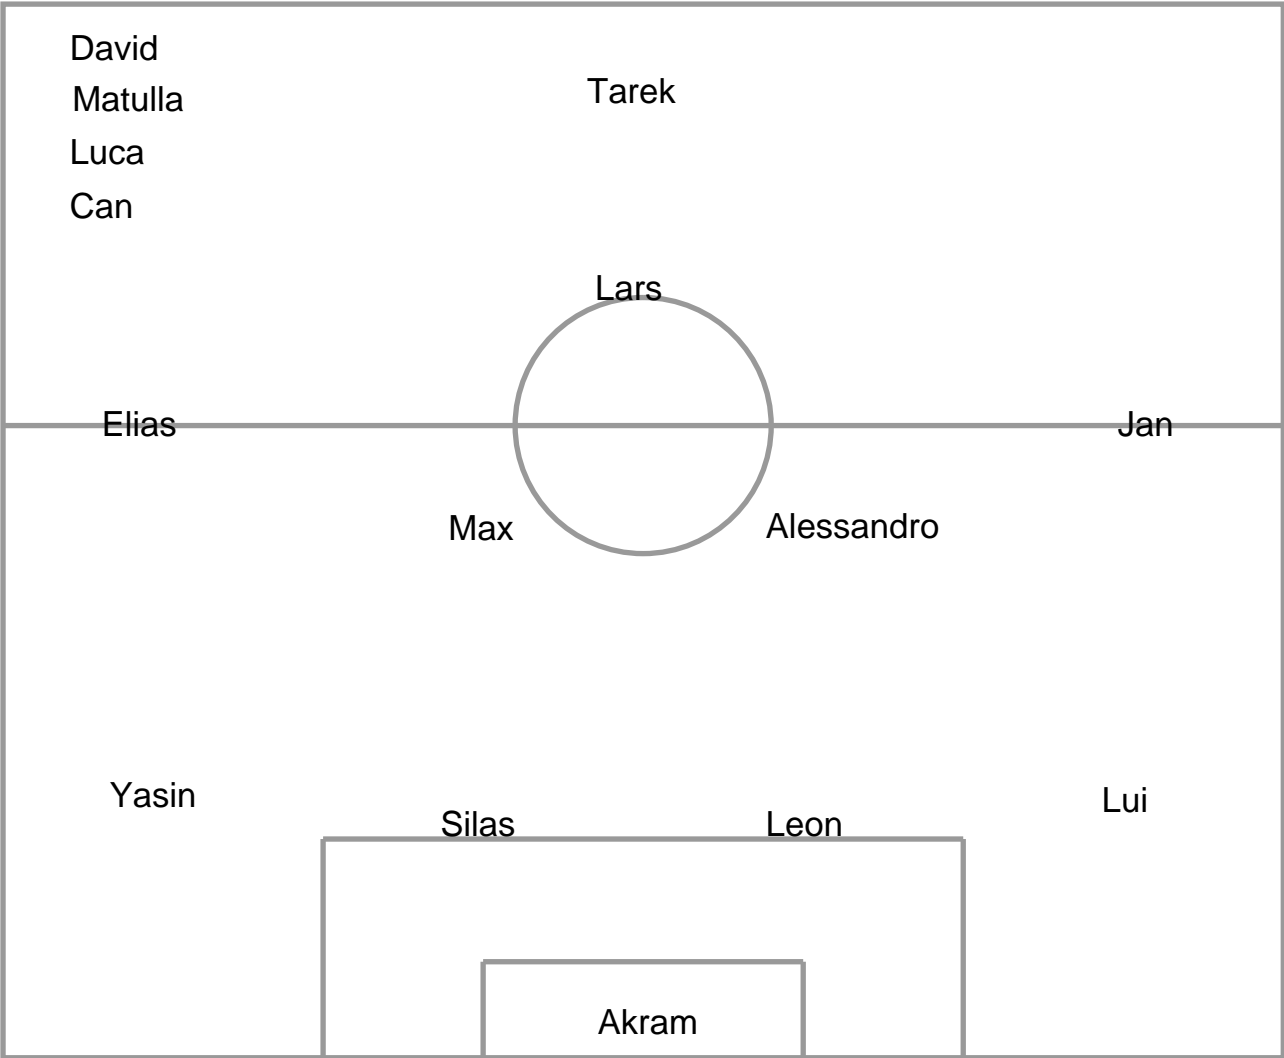 David
Matulla
Luca
Can
Tarek
Lars
Elias
Jan
Max
Alessandro
Yasin
Silas
Leon
Lui
Akram